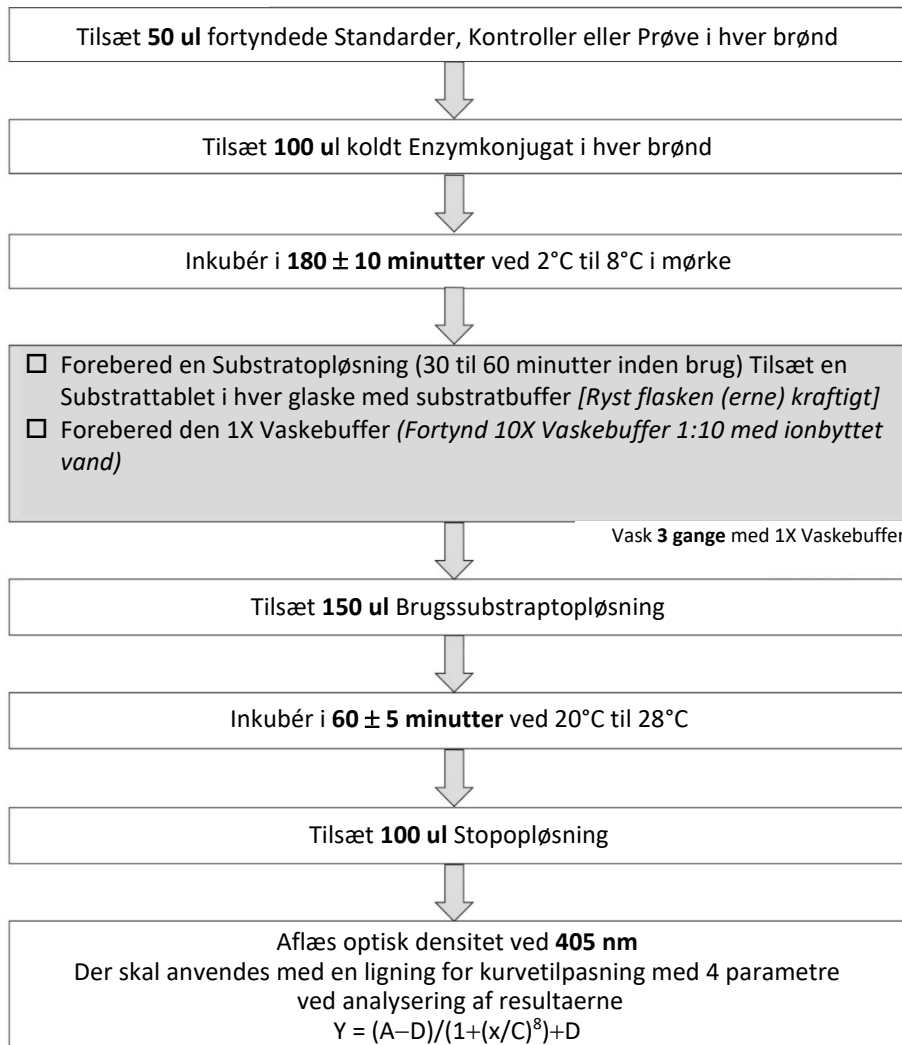 Tilsæt 50 ul fortyndede Standarder, Kontroller eller Prøve i hver brønd
Tilsæt 100 ul koldt Enzymkonjugat i hver brønd
Inkubér i 180 ± 10 minutter ved 2°C til 8°C i mørke
☐ Forebered en Substratopløsning (30 til 60 minutter inden brug) Tilsæt en
Substrattablet i hver glaske med substratbuffer [Ryst flasken (erne) kraftigt]
☐ Forebered den 1X Vaskebuffer (Fortynd 10X Vaskebuffer 1:10 med ionbyttet
vand)
Vask 3 gange med 1X Vaskebuffer
Tilsæt 150 ul Brugssubstraptopløsning
Inkubér i 60 ± 5 minutter ved 20°C til 28°C
Tilsæt 100 ul Stopopløsning
Aflæs optisk densitet ved 405 nm
Der skal anvendes med en ligning for kurvetilpasning med 4 parametre
ved analysering af resultaerne
Y = (A−D)/(1+(x/C)⁸)+D